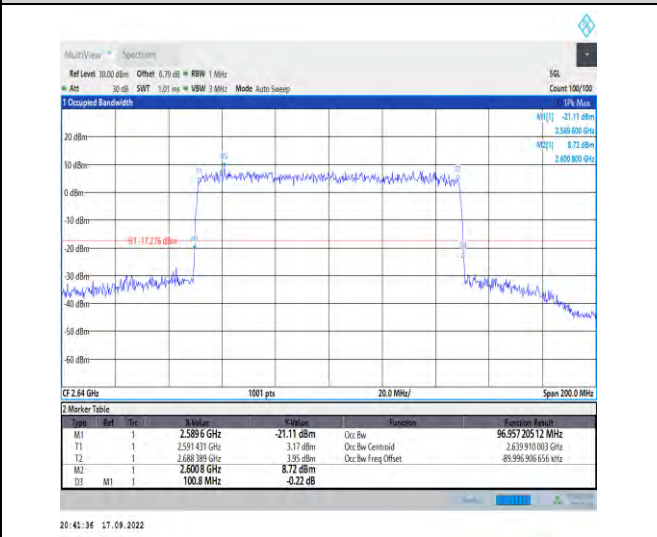 MultiView Spectrum
Ref Level 30.00 dBm Offset 6.79 dB RBW 1 MHz SGL
Att 30 dB SWT 1.01 ms VBW 3 MHz Mode Auto Sweep Count 100/100
1 Occupied Bandwidth 1Pk Max
M1[1] -21.11 dBm
2.589 600 GHz
M2[1] 8.72 dBm
2.600 800 GHz
20 dBm
10 dBm
0 dBm
-10 dBm
H1 -17.276 dBm
-20 dBm
-30 dBm
-40 dBm
-50 dBm
-60 dBm
CF 2.64 GHz 1001 pts 20.0 MHz/ Span 200.0 MHz
2 Marker Table
Type Ref Trc X-Value Y-Value Function Function Result
M1 1 2.589 6 GHz -21.11 dBm Occ Bw 96.957 205 12 MHz
T1 1 2.591 431 GHz 3.17 dBm Occ Bw Centroid 2.639 910 003 GHz
T2 1 2.688 389 GHz 3.95 dBm Occ Bw Freq Offset -89.996 906 656 kHz
M2 1 2.600 8 GHz 8.72 dBm
D3 M1 1 100.8 MHz -0.22 dB
20:41:36 17.09.2022